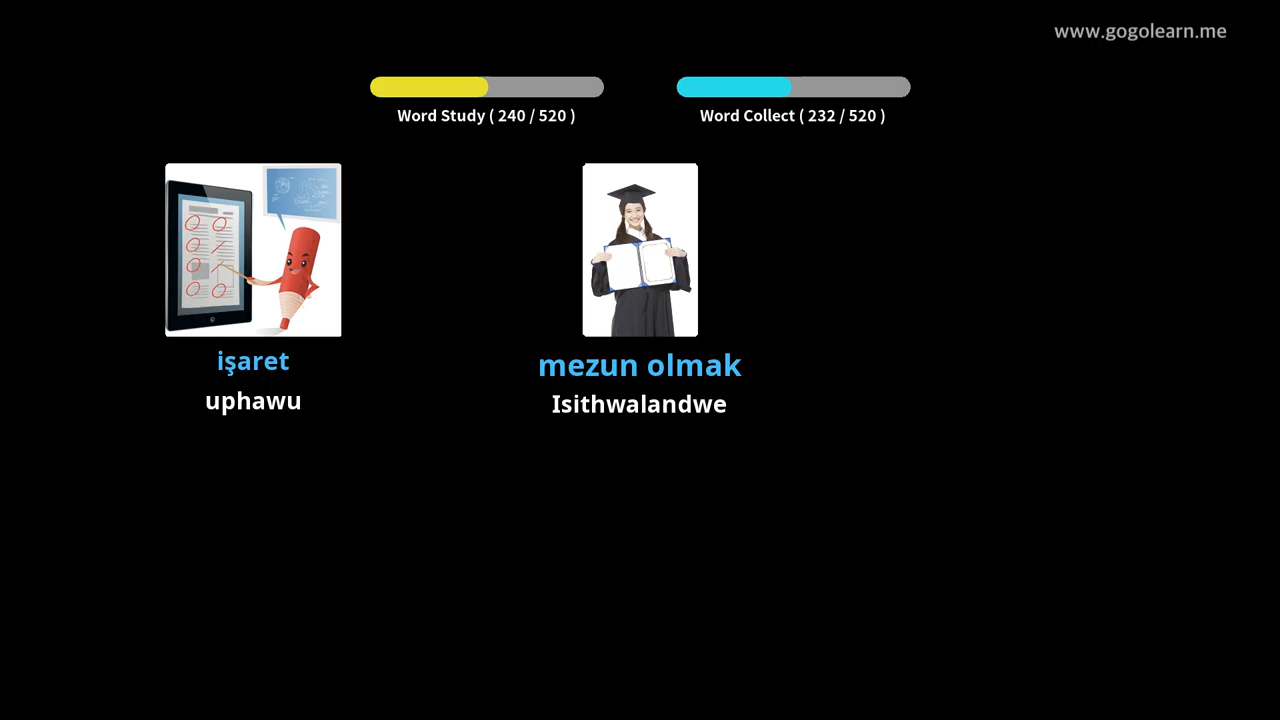 www.gogolearn.me
Word Study ( 240 / 520 )
Word Collect ( 232 / 520 )
işaret
uphawu
mezun olmak
Isithwalandwe